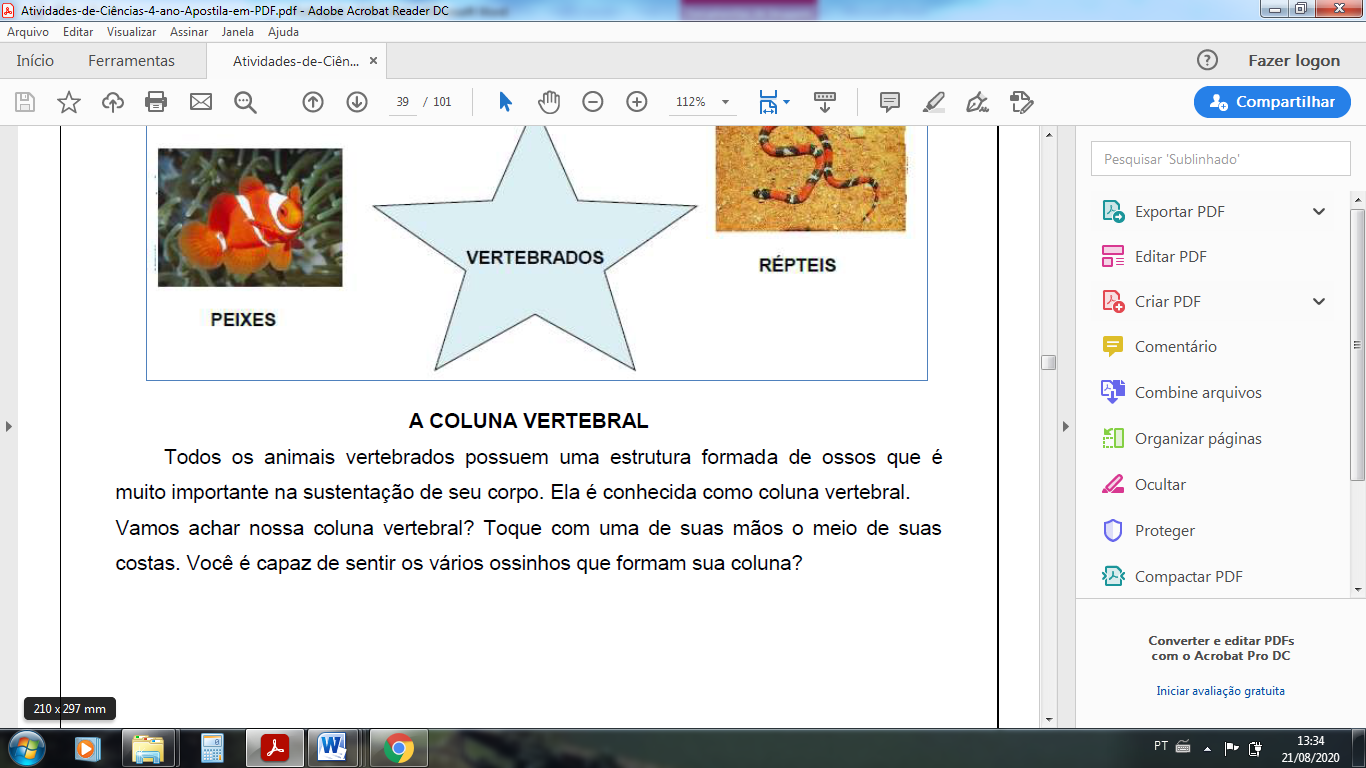 Atividades-de-Ciências-4-ano-Apostila-em-PDF.pdf - Adobe Acrobat Reader DC
Arquivo Editar Visualizar Assinar Janela Ajuda
Início Ferramentas Atividades-de-Ciên... ×
Fazer logon
39 / 101 112% Compartilhar
Pesquisar 'Sublinhado'
Exportar PDF
Editar PDF
Criar PDF
Comentário
Combine arquivos
Organizar páginas
Ocultar
Proteger
Compactar PDF
Converter e editar PDFs
com o Acrobat Pro DC
Iniciar avaliação gratuita
VERTEBRADOS
RÉPTEIS
PEIXES
A COLUNA VERTEBRAL
Todos os animais vertebrados possuem uma estrutura formada de ossos que é
muito importante na sustentação de seu corpo. Ela é conhecida como coluna vertebral.
Vamos achar nossa coluna vertebral? Toque com uma de suas mãos o meio de suas
costas. Você é capaz de sentir os vários ossinhos que formam sua coluna?
210 x 297 mm
PT 13:34
21/08/2020